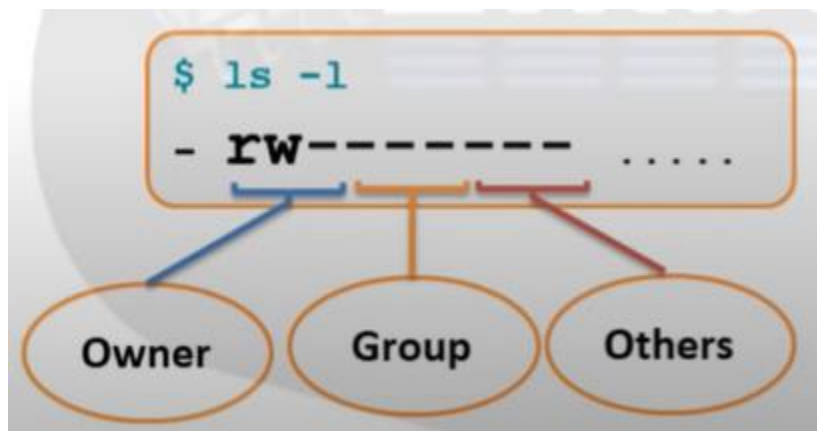 $ ls -l
- rw------- .....
Owner
Group
Others